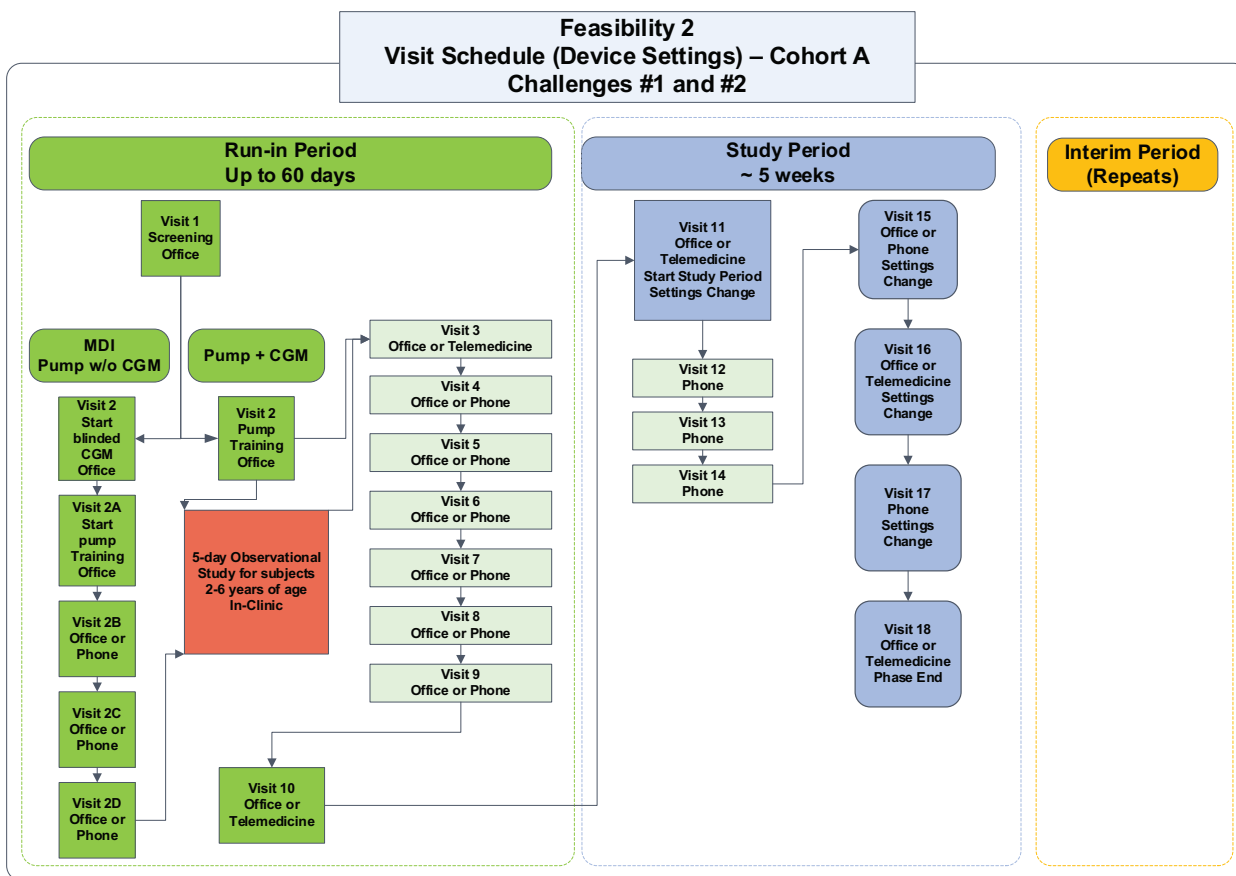 Feasibility 2
Visit Schedule (Device Settings) – Cohort A
Challenges #1 and #2
Run-in Period
Up to 60 days
Visit 1
Screening
Office
MDI
Pump w/o CGM
Pump + CGM
Visit 2
Start
blinded
CGM
Office
Visit 2
Pump
Training
Office
Visit 2A
Start
pump
Training
Office
5-day Observational
Study for subjects
2-6 years of age
In-Clinic
Visit 2B
Office or
Phone
Visit 2C
Office or
Phone
Visit 2D
Office or
Phone
Visit 3
Office or Telemedicine
Visit 4
Office or Phone
Visit 5
Office or Phone
Visit 6
Office or Phone
Visit 7
Office or Phone
Visit 8
Office or Phone
Visit 9
Office or Phone
Visit 10
Office or
Telemedicine
Study Period
~ 5 weeks
Visit 11
Office or
Telemedicine
Start Study Period
Settings Change
Visit 12
Phone
Visit 13
Phone
Visit 14
Phone
Visit 15
Office or
Phone
Settings
Change
Visit 16
Office or
Telemedicine
Settings
Change
Visit 17
Phone
Settings
Change
Visit 18
Office or
Telemedicine
Phase End
Interim Period
(Repeats)